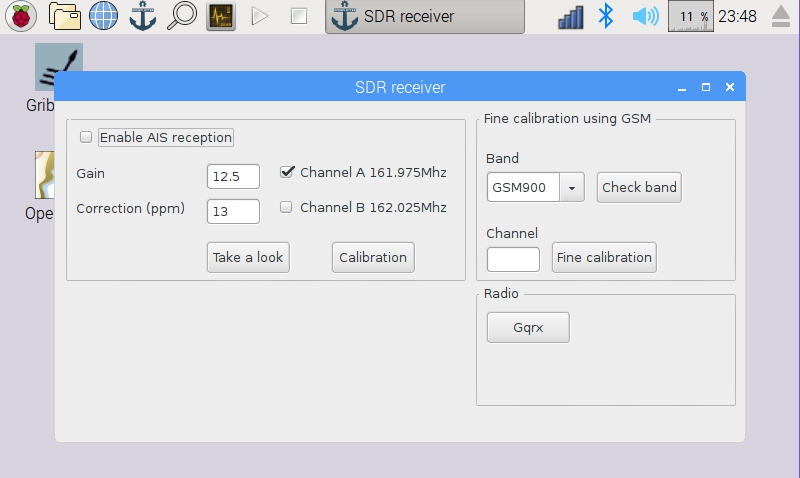 SDR receiver
11 %
23:48
Grib
Ope
SDR receiver
Enable AIS reception
Gain
12.5
Channel A 161.975Mhz
Correction (ppm)
13
Channel B 162.025Mhz
Take a look
Calibration
Fine calibration using GSM
Band
GSM900
Check band
Channel
Fine calibration
Radio
Gqrx